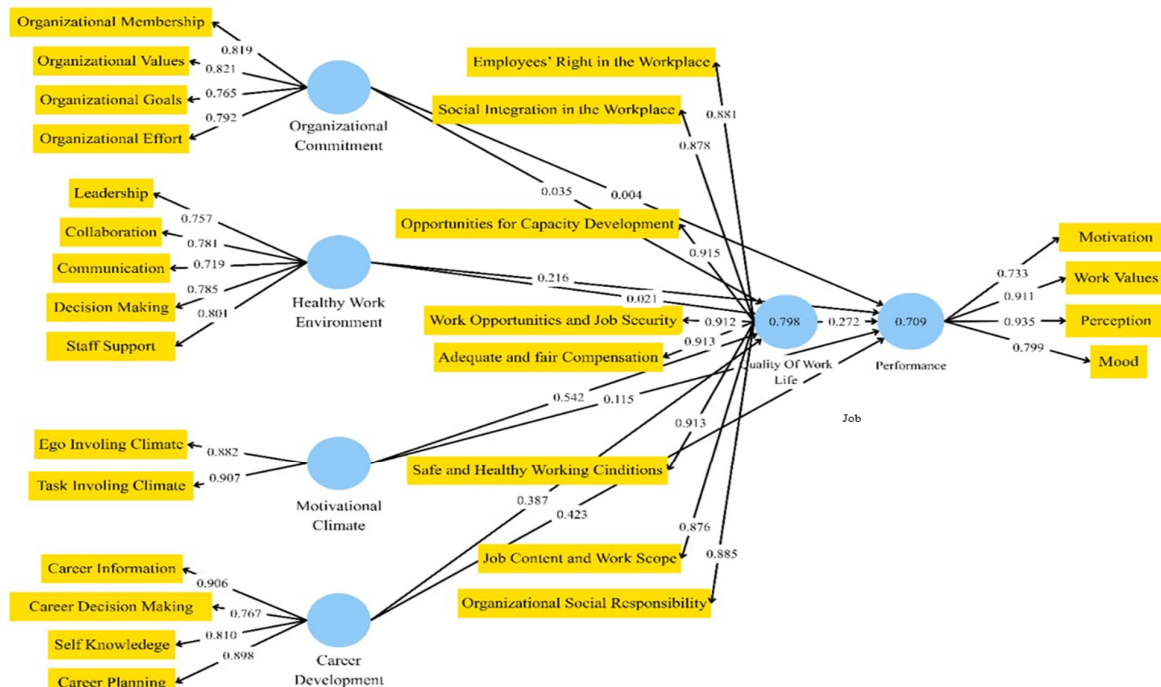 Organizational Membership
0.819
Organizational Values
0.821
Organizational Goals
0.765
0.792
Organizational Effort
Organizational
Commitment
Leadership
0.757
Collaboration
0.781
Communication
0.719
0.785
Decision Making
0.801
Staff Support
Healthy Work
Environment
Ego Involing Climate
0.882
Task Involing Climate
0.907
Motivational
Climate
Career Information
0.906
Career Decision Making
0.767
0.810
Self Knowledege
0.898
Career Planning
Career
Development
Employees' Right in the Workplace
0.881
Social Integration in the Workplace
0.878
0.035
0.004
Opportunities for Capacity Development
0.915
0.216
0.021
Work Opportunities and Job Security
0.912
0.913
Adequate and fair Compensation
0.542
0.115
0.913
Safe and Healthy Working Cinditions
0.387
0.423
0.876
0.885
Job Content and Work Scope
Organizational Social Responsibility
0.798
0.272
0.709
uality Of Work
Life
Performance
Job
Motivation
0.733
Work Values
0.911
0.935
Perception
0.799
Mood